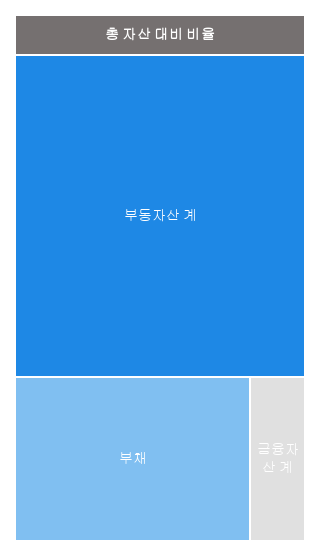 총 자산 대비 비율
부동자산 계
부채
금융자
산 계